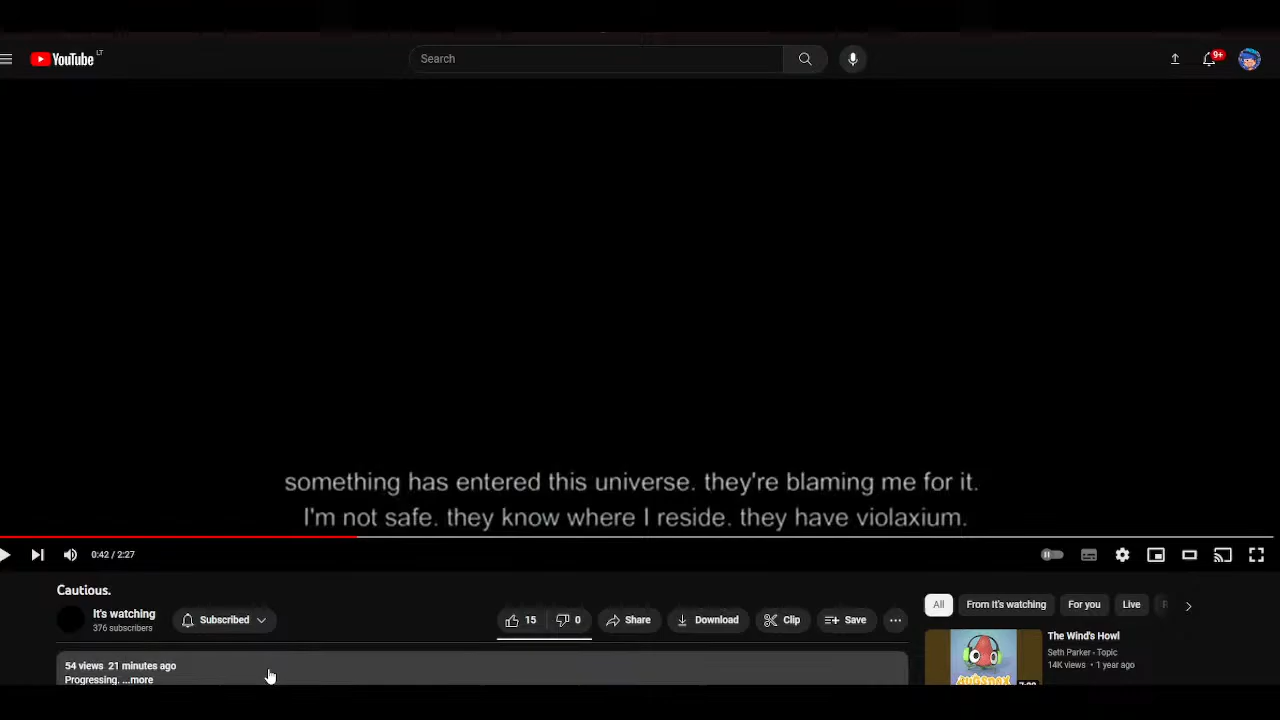 YouTube LT
Search
9+
something has entered this universe. they're blaming me for it.
I'm not safe. they know where I reside. they have violaxium.
0:42 / 2:27
Cautious.
It's watching
376 subscribers
Subscribed
15
0
Share
Download
Clip
Save
54 views 21 minutes ago
Progressing. ...more
All
From It's watching
For you
Live
The Wind's Howl
Seth Parker - Topic
14K views • 1 year ago